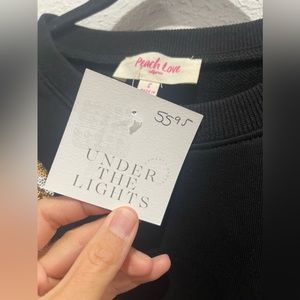 Peach Love
S
5595
UNDER
THE
LIGHTS